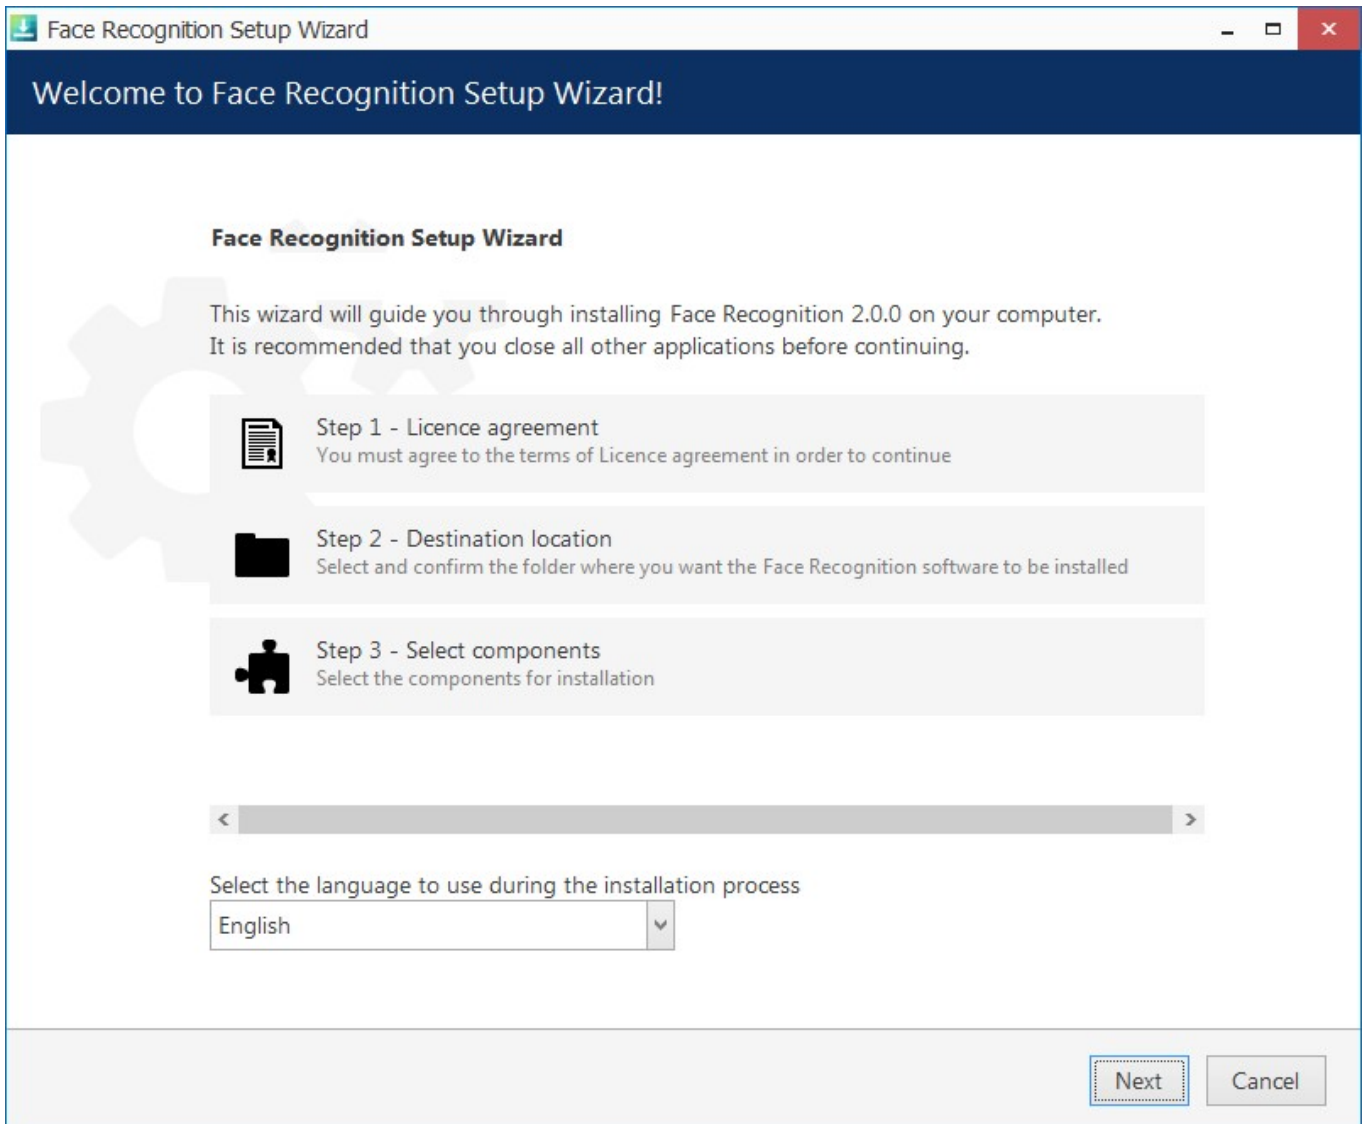 Face Recognition Setup Wizard
Welcome to Face Recognition Setup Wizard!
Face Recognition Setup Wizard
This wizard will guide you through installing Face Recognition 2.0.0 on your computer.
It is recommended that you close all other applications before continuing.
Step 1 - Licence agreement
You must agree to the terms of Licence agreement in order to continue
Step 2 - Destination location
Select and confirm the folder where you want the Face Recognition software to be installed
Step 3 - Select components
Select the components for installation
Select the language to use during the installation process
English
Next
Cancel